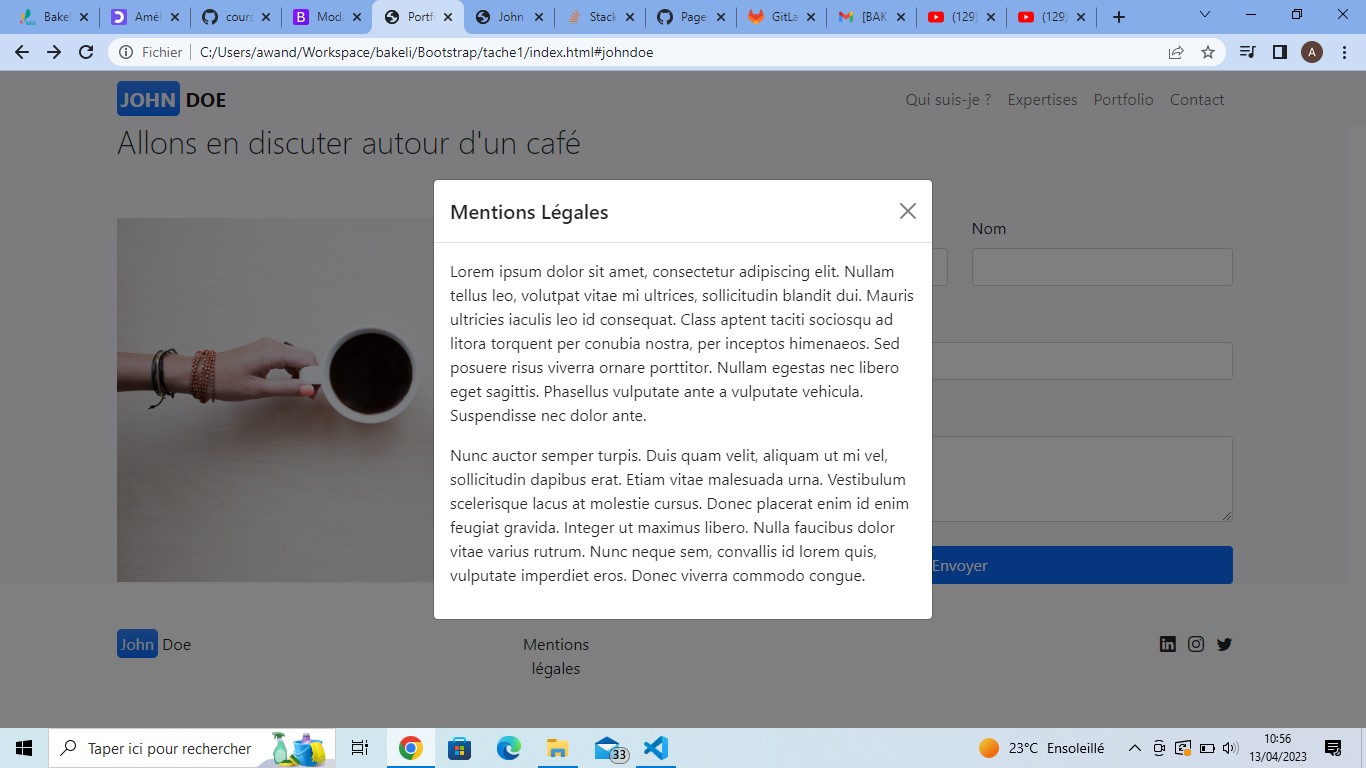 Bakel
Amél
cours
Moda
Portf
John
Stack
Page
GitLa
[BAK
(129)
(129)
Fichier
C:/Users/awand/Workspace/bakeli/Bootstrap/tache1/index.html#johndoe
A
JOHN DOE
Qui suis-je ?
Expertises
Portfolio
Contact
Allons en discuter autour d'un café
Mentions Légales
Nom
Lorem ipsum dolor sit amet, consectetur adipiscing elit. Nullam
tellus leo, volutpat vitae mi ultrices, sollicitudin blandit dui. Mauris
ultricies iaculis leo id consequat. Class aptent taciti sociosqu ad
litora torquent per conubia nostra, per inceptos himenaeos. Sed
posuere risus viverra ornare porttitor. Nullam egestas nec libero
eget sagittis. Phasellus vulputate ante a vulputate vehicula.
Suspendisse nec dolor ante.
Nunc auctor semper turpis. Duis quam velit, aliquam ut mi vel,
sollicitudin dapibus erat. Etiam vitae malesuada urna. Vestibulum
scelerisque lacus at molestie cursus. Donec placerat enim id enim
feugiat gravida. Integer ut maximus libero. Nulla faucibus dolor
vitae varius rutrum. Nunc neque sem, convallis id lorem quis,
vulputate imperdiet eros. Donec viverra commodo congue.
Envoyer
John Doe
Mentions
légales
Taper ici pour rechercher
33
23°C Ensoleillé
10:56
13/04/2023